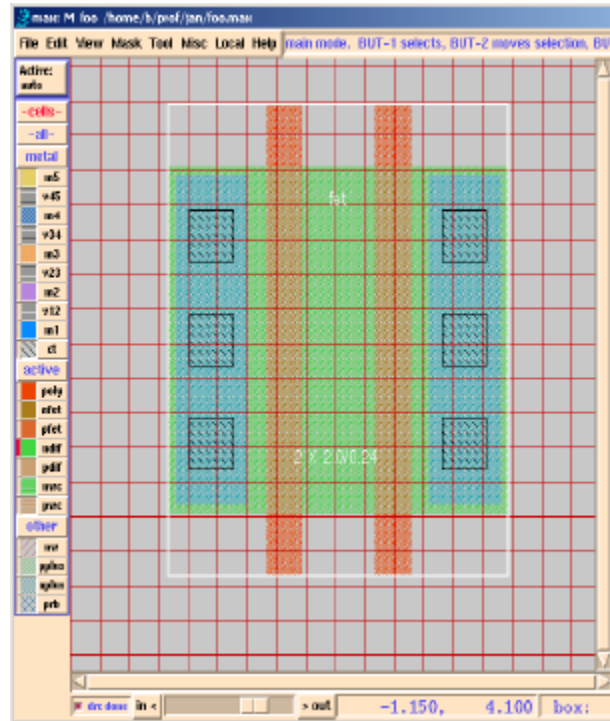 max: M foo /home/b/prof/jan/foo.max
File Edit View Mask Tool Misc Local Help main mode. BUT-1 selects, BUT-2 moves selection, BU
Active:
auto
-cells-
-all-
metal
m5
v45
m4
v34
m3
v23
m2
v12
m1
ct
active
poly
nfet
pfet
ndif
pdif
nwc
pwc
other
nw
pplus
nplus
prb
fet
2 X 2.0/0.24
drc done in < > out -1.150, 4.100 box: